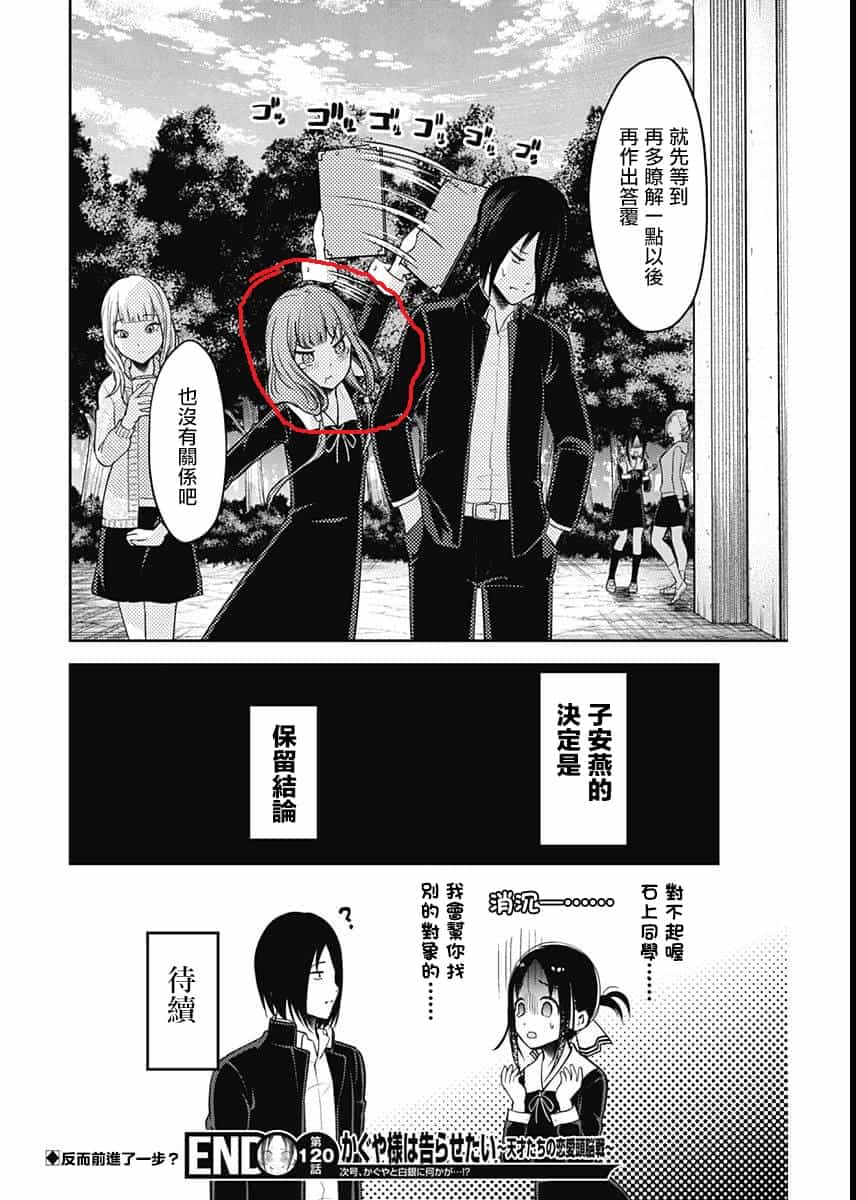 ゴッ ゴッ ゴッ ゴッ ゴッ ゴッ
就先等到
再多瞭解一點以後
再作出答覆
也沒有關係吧
子安燕的
決定是
保留結論
對不起喔
石上同學……
消沉——……
我會幫你找
別的對象的……
?
待續
◆反而前進了一步？
END
第
120
話
かぐや様は告らせたい
~天才たちの恋愛頭脳戦~
次号、かぐやと白銀に何かが…!?